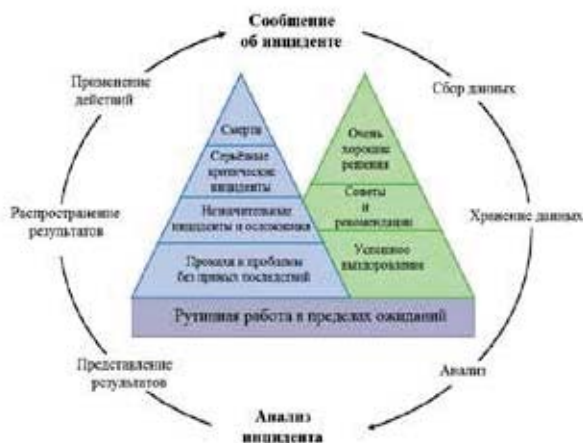 Сообщение
об инциденте
Сбор данных
Хранение данных
Анализ
Анализ
инцидента
Представление
результатов
Распространение
результатов
Применение
действий
Смерть
Серьёзные
критические
инциденты
Незначительные
инциденты и осложнения
и проблемы
без прямых последствий
Очень
хорошие
решения
Советы
и
рекомендации
Успешное
выздоровление
Рутинная работа в пределах ожиданий